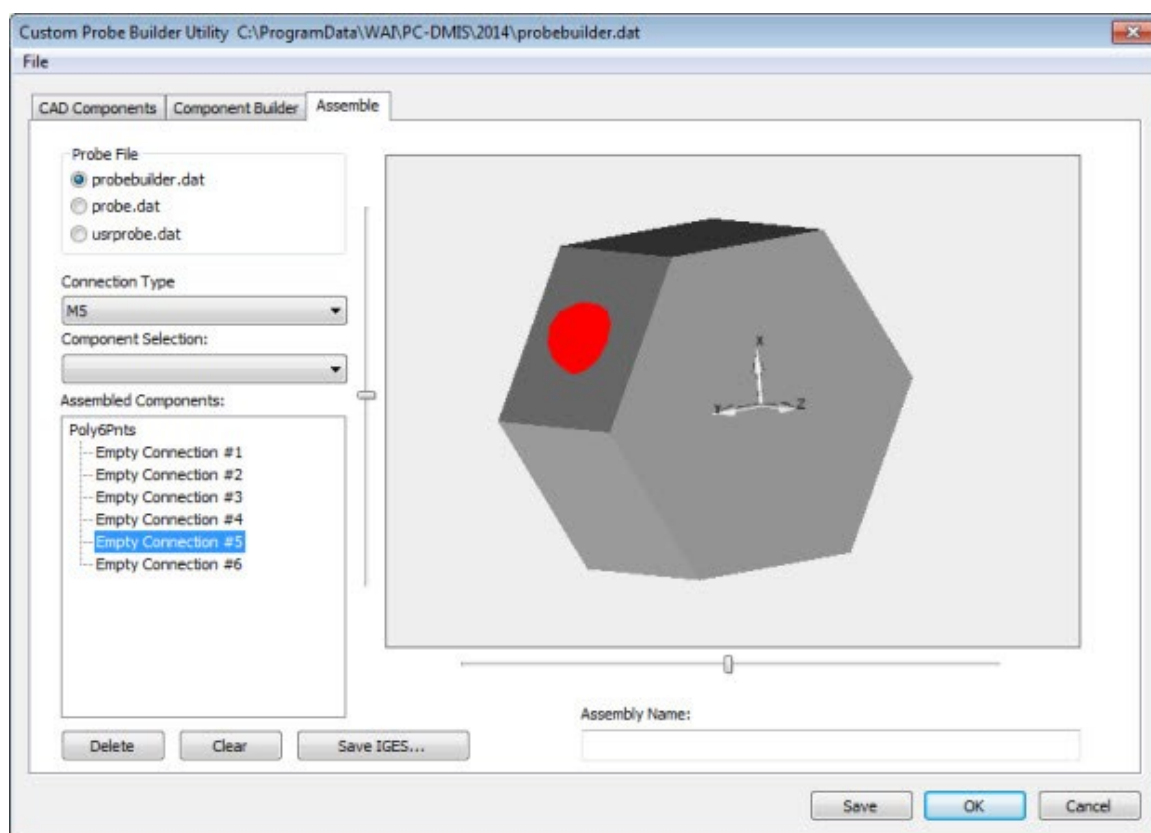 Custom Probe Builder Utility C:\ProgramData\WAI\PC-DMIS\2014\probebuilder.dat
File
CAD Components
Component Builder
Assemble
Probe File
probebuilder.dat
probe.dat
usrprobe.dat
Connection Type
M5
Component Selection:
Assembled Components:
Poly6Pnts
Empty Connection #1
Empty Connection #2
Empty Connection #3
Empty Connection #4
Empty Connection #5
Empty Connection #6
X
Y
Z
Delete
Clear
Save IGES...
Assembly Name:
Save
OK
Cancel